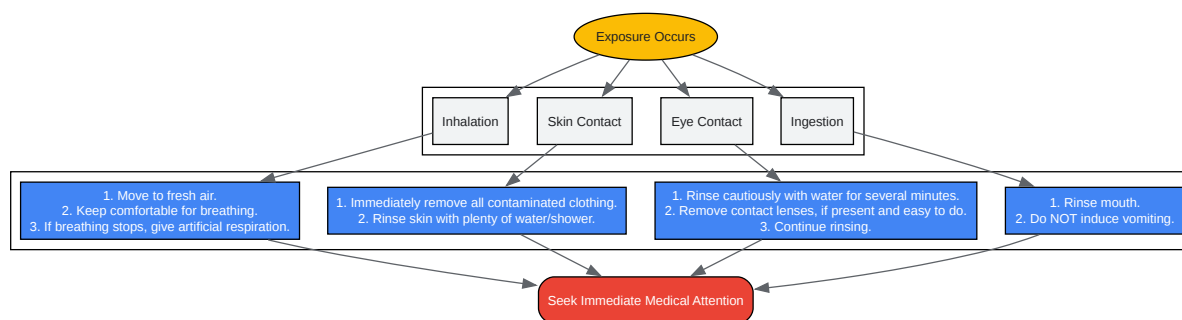 Exposure Occurs
Inhalation
Skin Contact
Eye Contact
Ingestion
1. Move to fresh air.
2. Keep comfortable for breathing.
3. If breathing stops, give artificial respiration.
1. Immediately remove all contaminated clothing.
2. Rinse skin with plenty of water/shower.
1. Rinse cautiously with water for several minutes.
2. Remove contact lenses, if present and easy to do.
3. Continue rinsing.
1. Rinse mouth.
2. Do NOT induce vomiting.
Seek Immediate Medical Attention